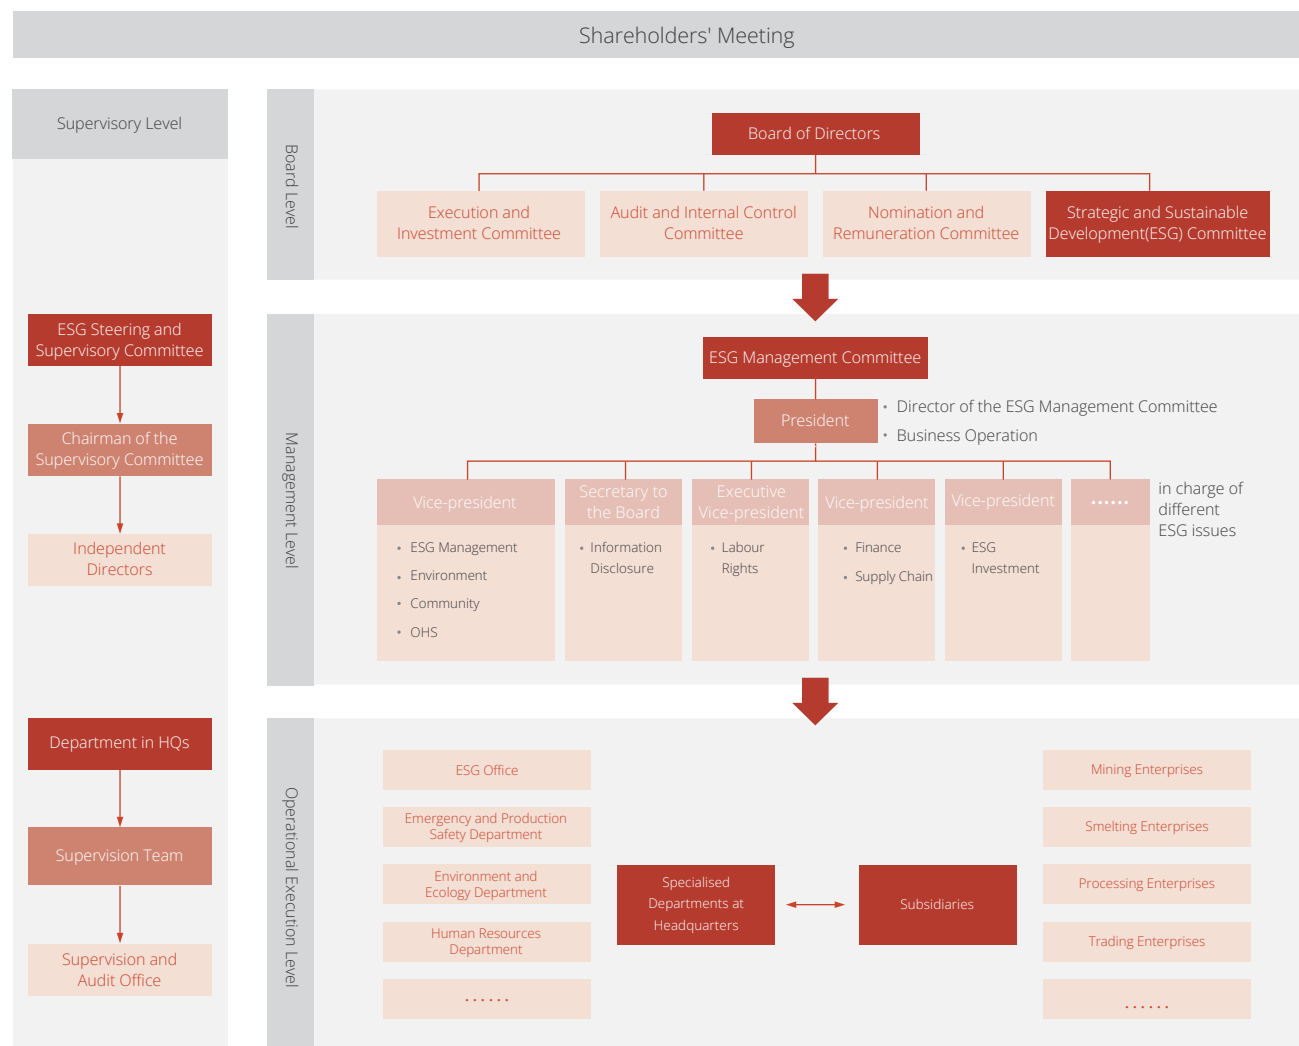 Shareholders' Meeting
Supervisory Level
ESG Steering and
Supervisory Committee
Chairman of the
Supervisory Committee
Independent
Directors
Department in HQs
Supervision Team
Supervision and
Audit Office
Board Level
Board of Directors
Execution and
Investment Committee
Audit and Internal Control
Committee
Nomination and
Remuneration Committee
Strategic and Sustainable
Development(ESG) Committee
Management Level
ESG Management Committee
President
• Director of the ESG Management Committee
• Business Operation
Vice-president
• ESG Management
• Environment
• Community
• OHS
Secretary to
the Board
• Information
Disclosure
Executive
Vice-president
• Labour
Rights
Vice-president
• Finance
• Supply Chain
Vice-president
• ESG
Investment
······
in charge of
different
ESG issues
Operational Execution Level
ESG Office
Emergency and Production
Safety Department
Environment and
Ecology Department
Human Resources
Department
······
Specialised
Departments at
Headquarters
Subsidiaries
Mining Enterprises
Smelting Enterprises
Processing Enterprises
Trading Enterprises
······